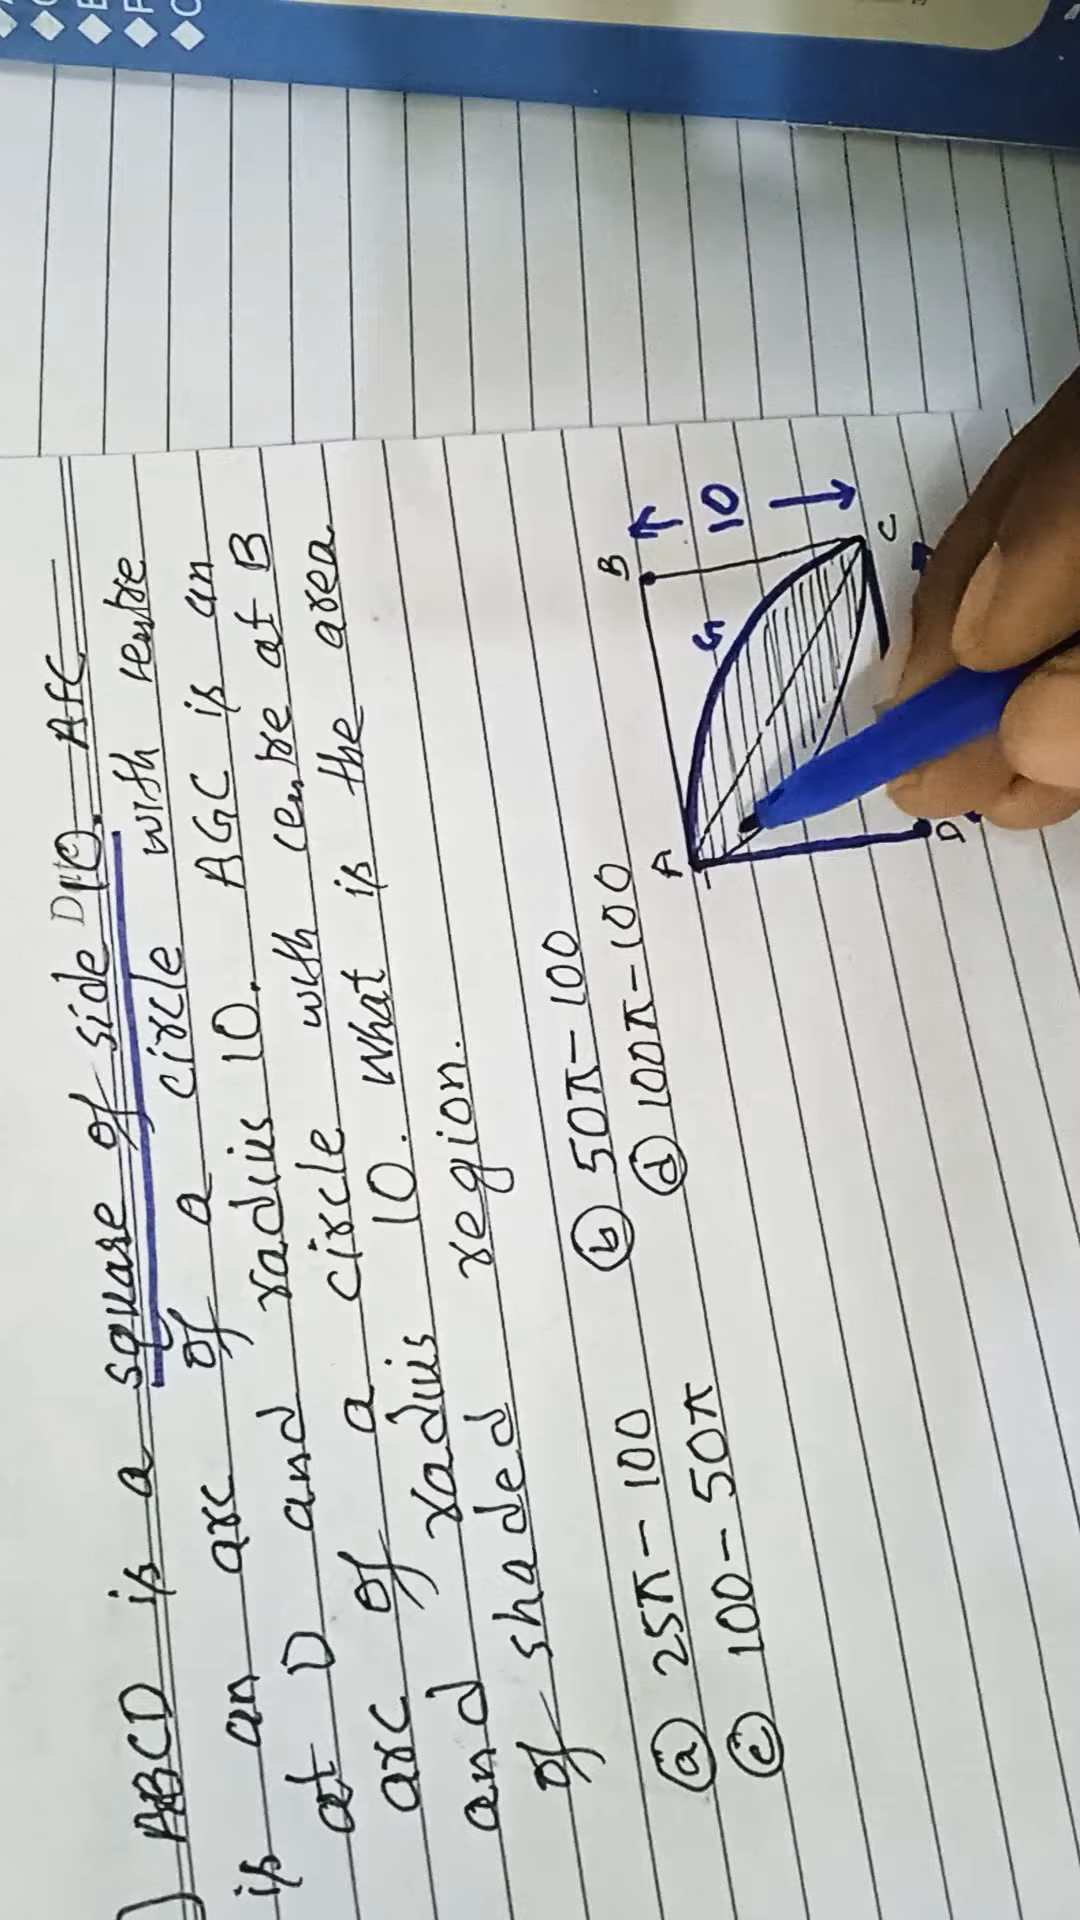 ABCD is a square of side 10. AFC
is an arc of a circle with centre
at D and radius 10. AGC is an
arc of a circle with centre at B
and radius 10. What is the area
of shaded region.
(a) 25π-100 (b) 50π-100
(c) 100-50π (d) 100π-100
B
G
10
A
C
D